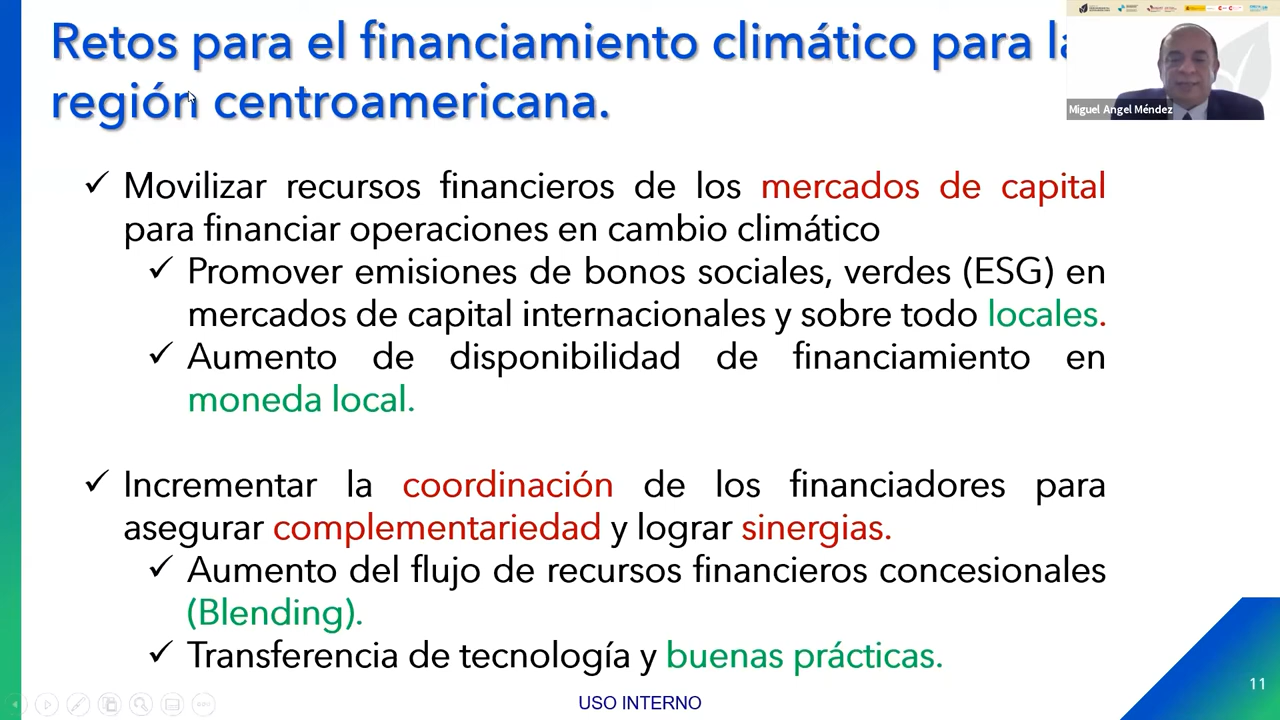 Retos para el financiamiento climático para la
región centroamericana.
Miguel Angel Méndez
✓ Movilizar recursos financieros de los mercados de capital
para financiar operaciones en cambio climático
✓ Promover emisiones de bonos sociales, verdes (ESG) en
mercados de capital internacionales y sobre todo locales.
✓ Aumento de disponibilidad de financiamiento en
moneda local.
✓ Incrementar la coordinación de los financiadores para
asegurar complementariedad y lograr sinergias.
✓ Aumento del flujo de recursos financieros concesionales
(Blending).
✓ Transferencia de tecnología y buenas prácticas.
11
USO INTERNO